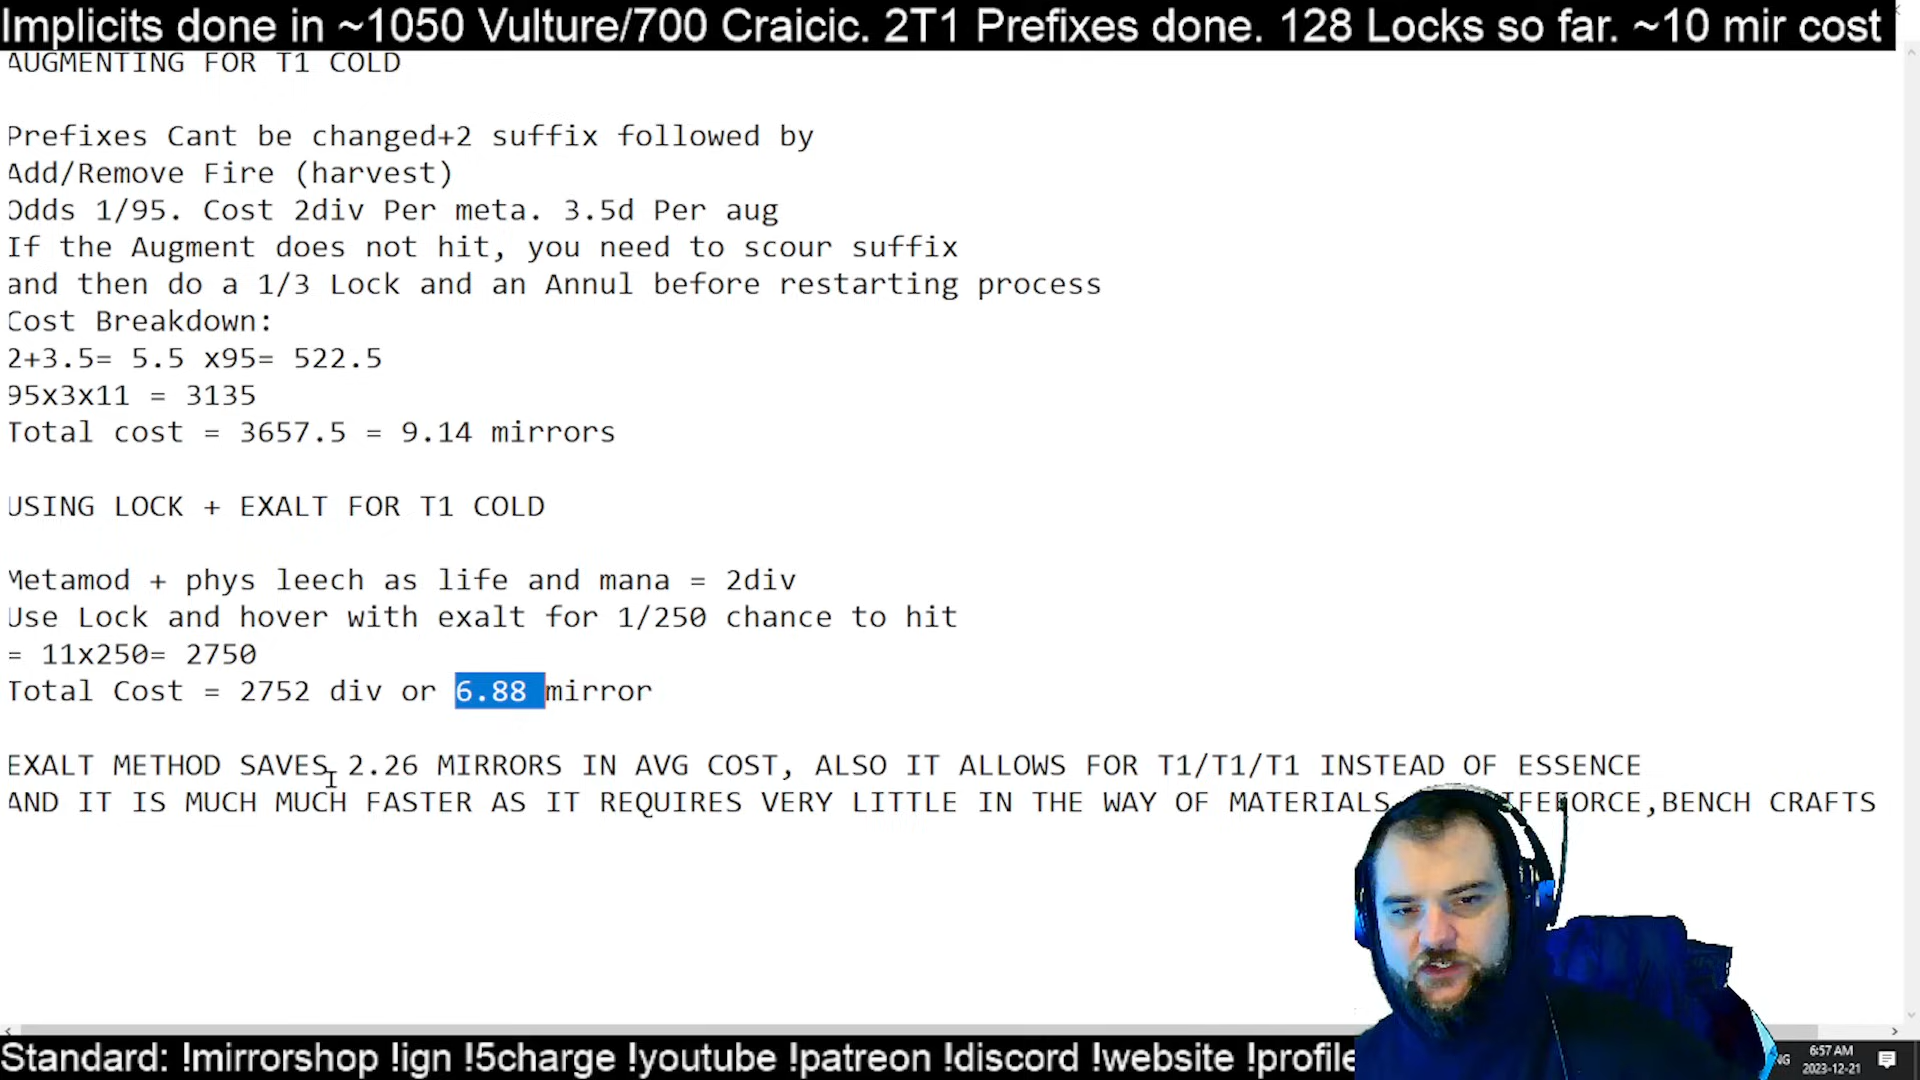 Implicits done in ~1050 Vulture/700 Craicic. 2T1 Prefixes done. 128 Locks so far. ~10 mir cost
AUGMENTING FOR T1 COLD
Prefixes Cant be changed+2 suffix followed by
Add/Remove Fire (harvest)
Odds 1/95. Cost 2div Per meta. 3.5d Per aug
If the Augment does not hit, you need to scour suffix
and then do a 1/3 Lock and an Annul before restarting process
Cost Breakdown:
2+3.5= 5.5 x95= 522.5
95x3x11 = 3135
Total cost = 3657.5 = 9.14 mirrors
USING LOCK + EXALT FOR T1 COLD
Metamod + phys leech as life and mana = 2div
Use Lock and hover with exalt for 1/250 chance to hit
= 11x250= 2750
Total Cost = 2752 div or 6.88 mirror
EXALT METHOD SAVES 2.26 MIRRORS IN AVG COST, ALSO IT ALLOWS FOR T1/T1/T1 INSTEAD OF ESSENCE
AND IT IS MUCH MUCH FASTER AS IT REQUIRES VERY LITTLE IN THE WAY OF MATERIALS BENCH CRAFTS
Standard: !mirrorshop !ign !5charge !youtube !patreon !discord !website !profile
6:57 AM
2023-12-21